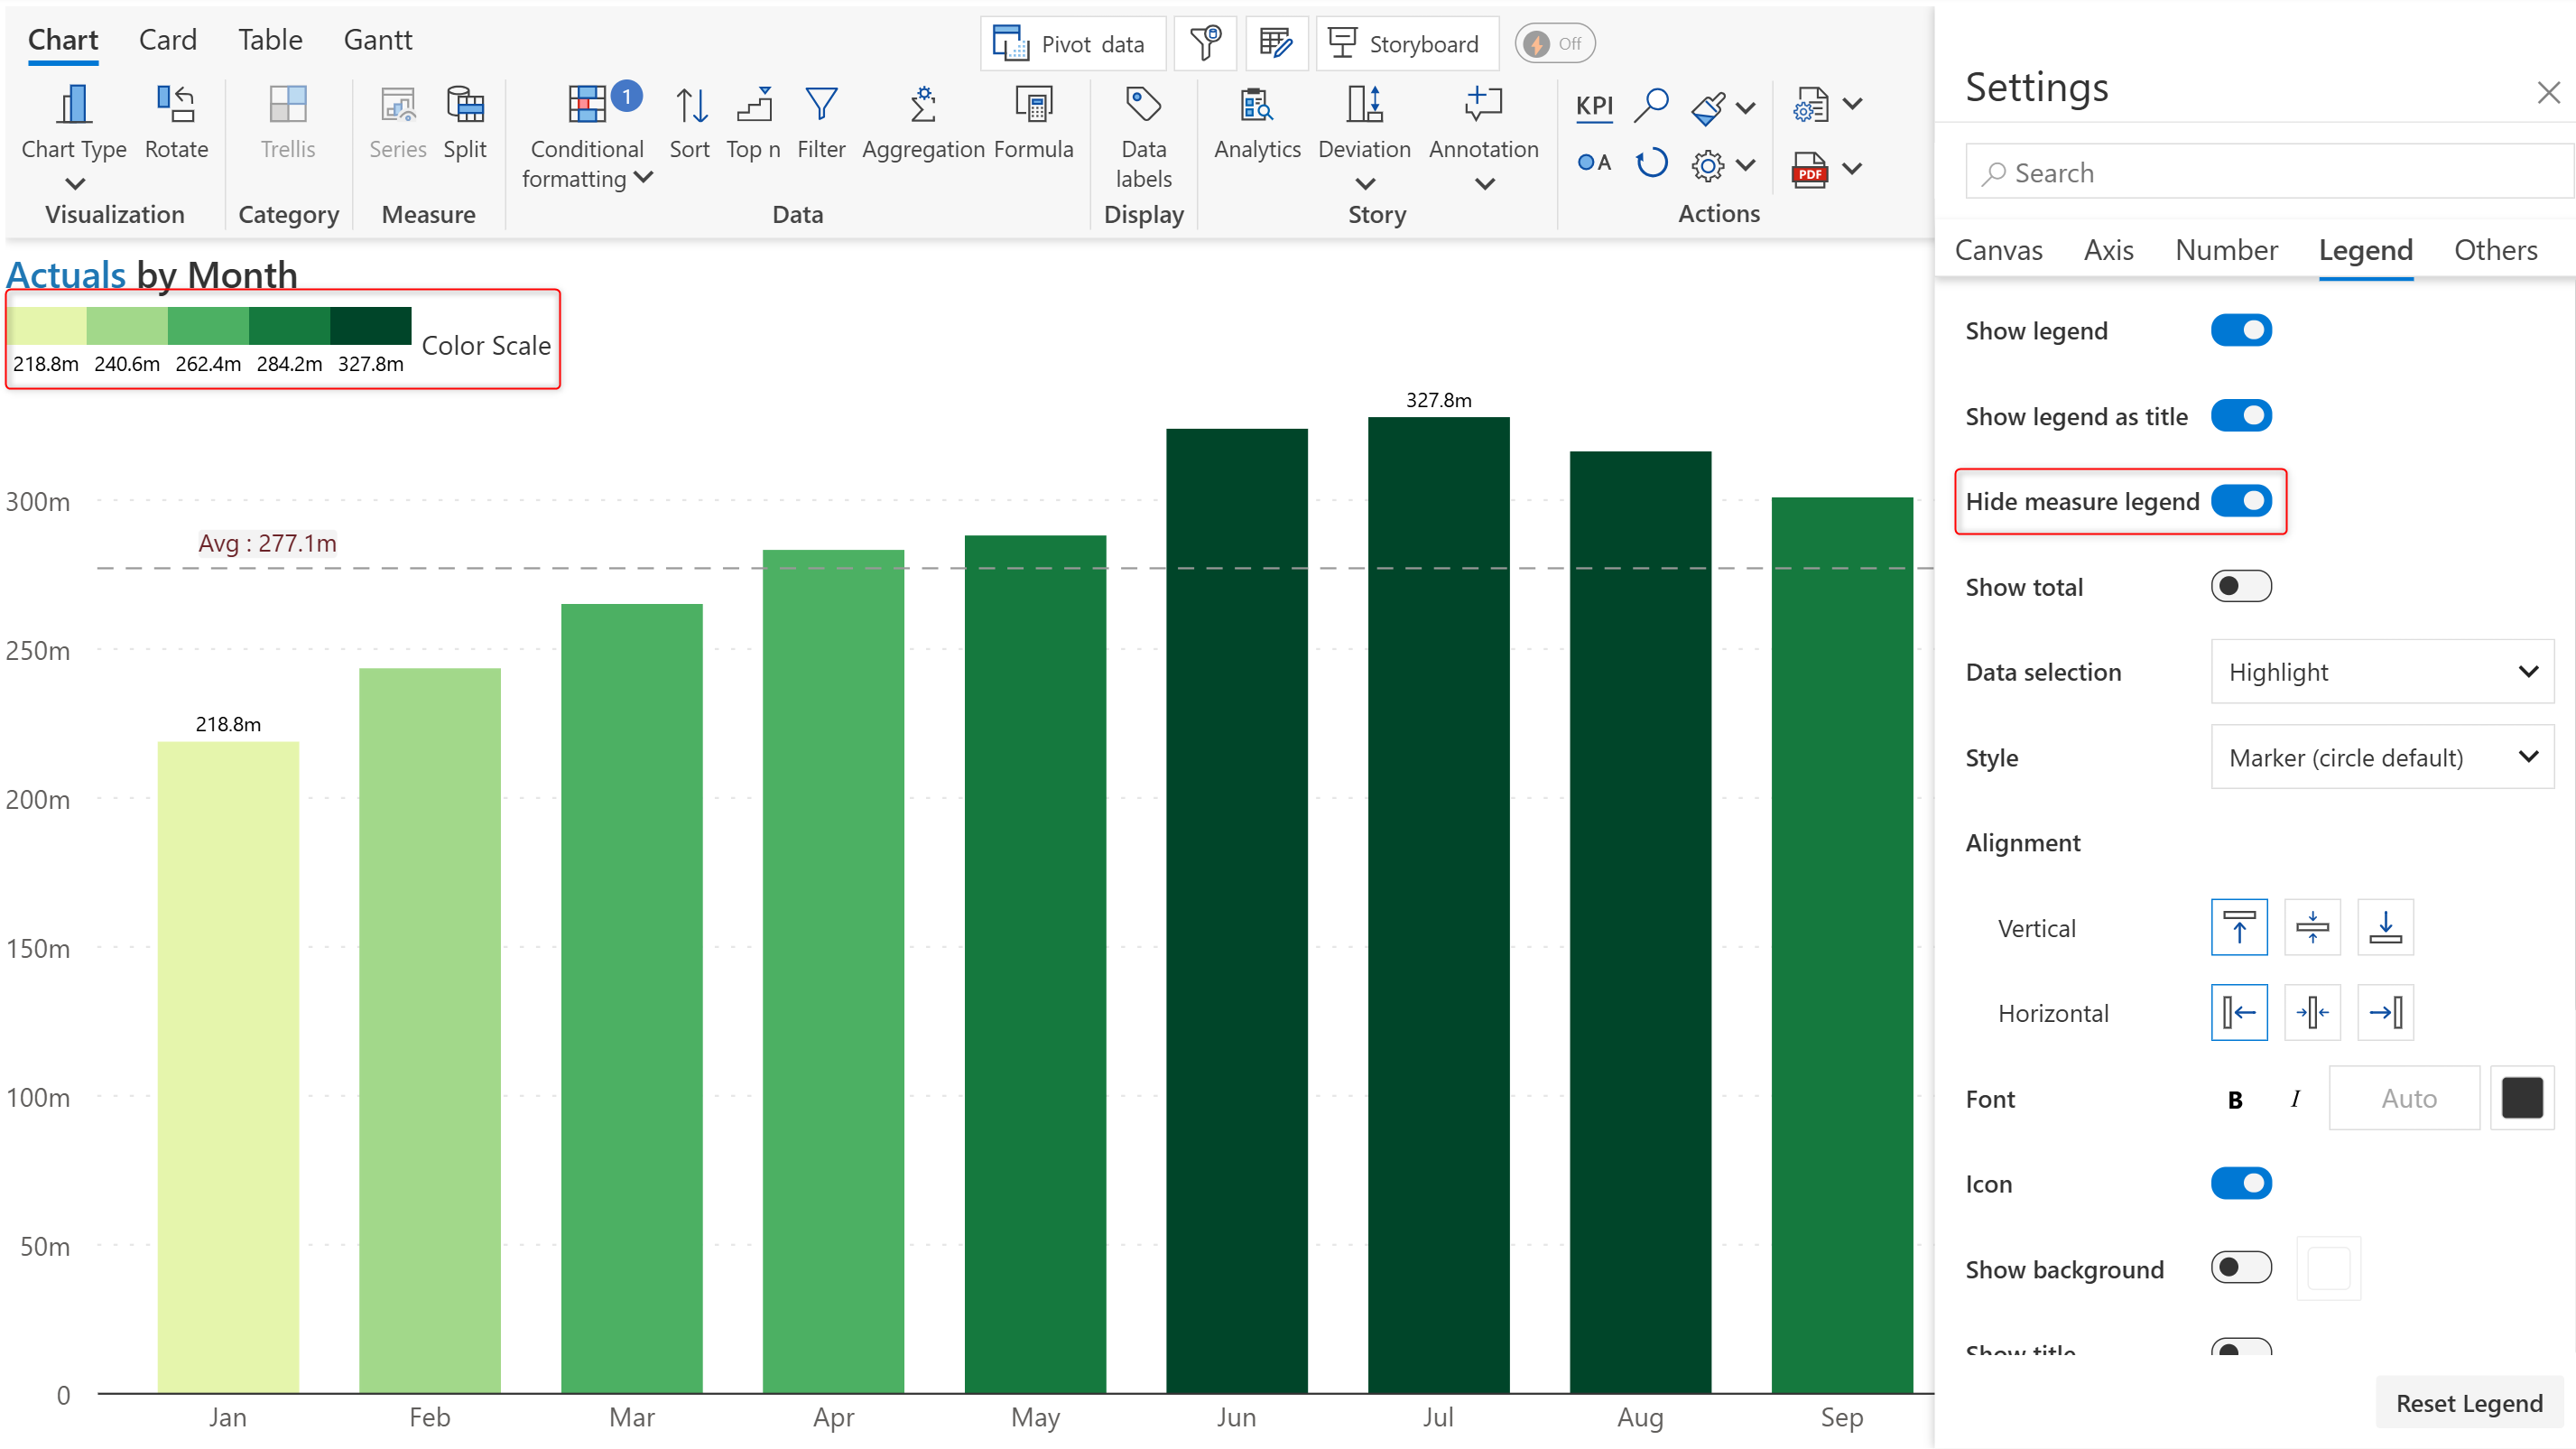 Chart Card Table Gantt
Pivot data
Storyboard
Off
Chart Type
Rotate
Visualization
Trellis
Category
Series
Split
Measure
1
Conditional
formatting
Sort
Top n
Filter
Aggregation
Formula
Data
Data
labels
Display
Analytics
Deviation
Annotation
Story
KPI
A
PDF
Actions
Actuals by Month
218.8m 240.6m 262.4m 284.2m 327.8m
Color Scale
300m
250m
200m
150m
100m
50m
0
Avg : 277.1m
218.8m
327.8m
Jan Feb Mar Apr May Jun Jul Aug Sep
Settings
Search
Canvas Axis Number Legend Others
Show legend
Show legend as title
Hide measure legend
Show total
Data selection Highlight
Style Marker (circle default)
Alignment
Vertical
Horizontal
Font B I Auto
Icon
Show background
Show title
Reset Legend